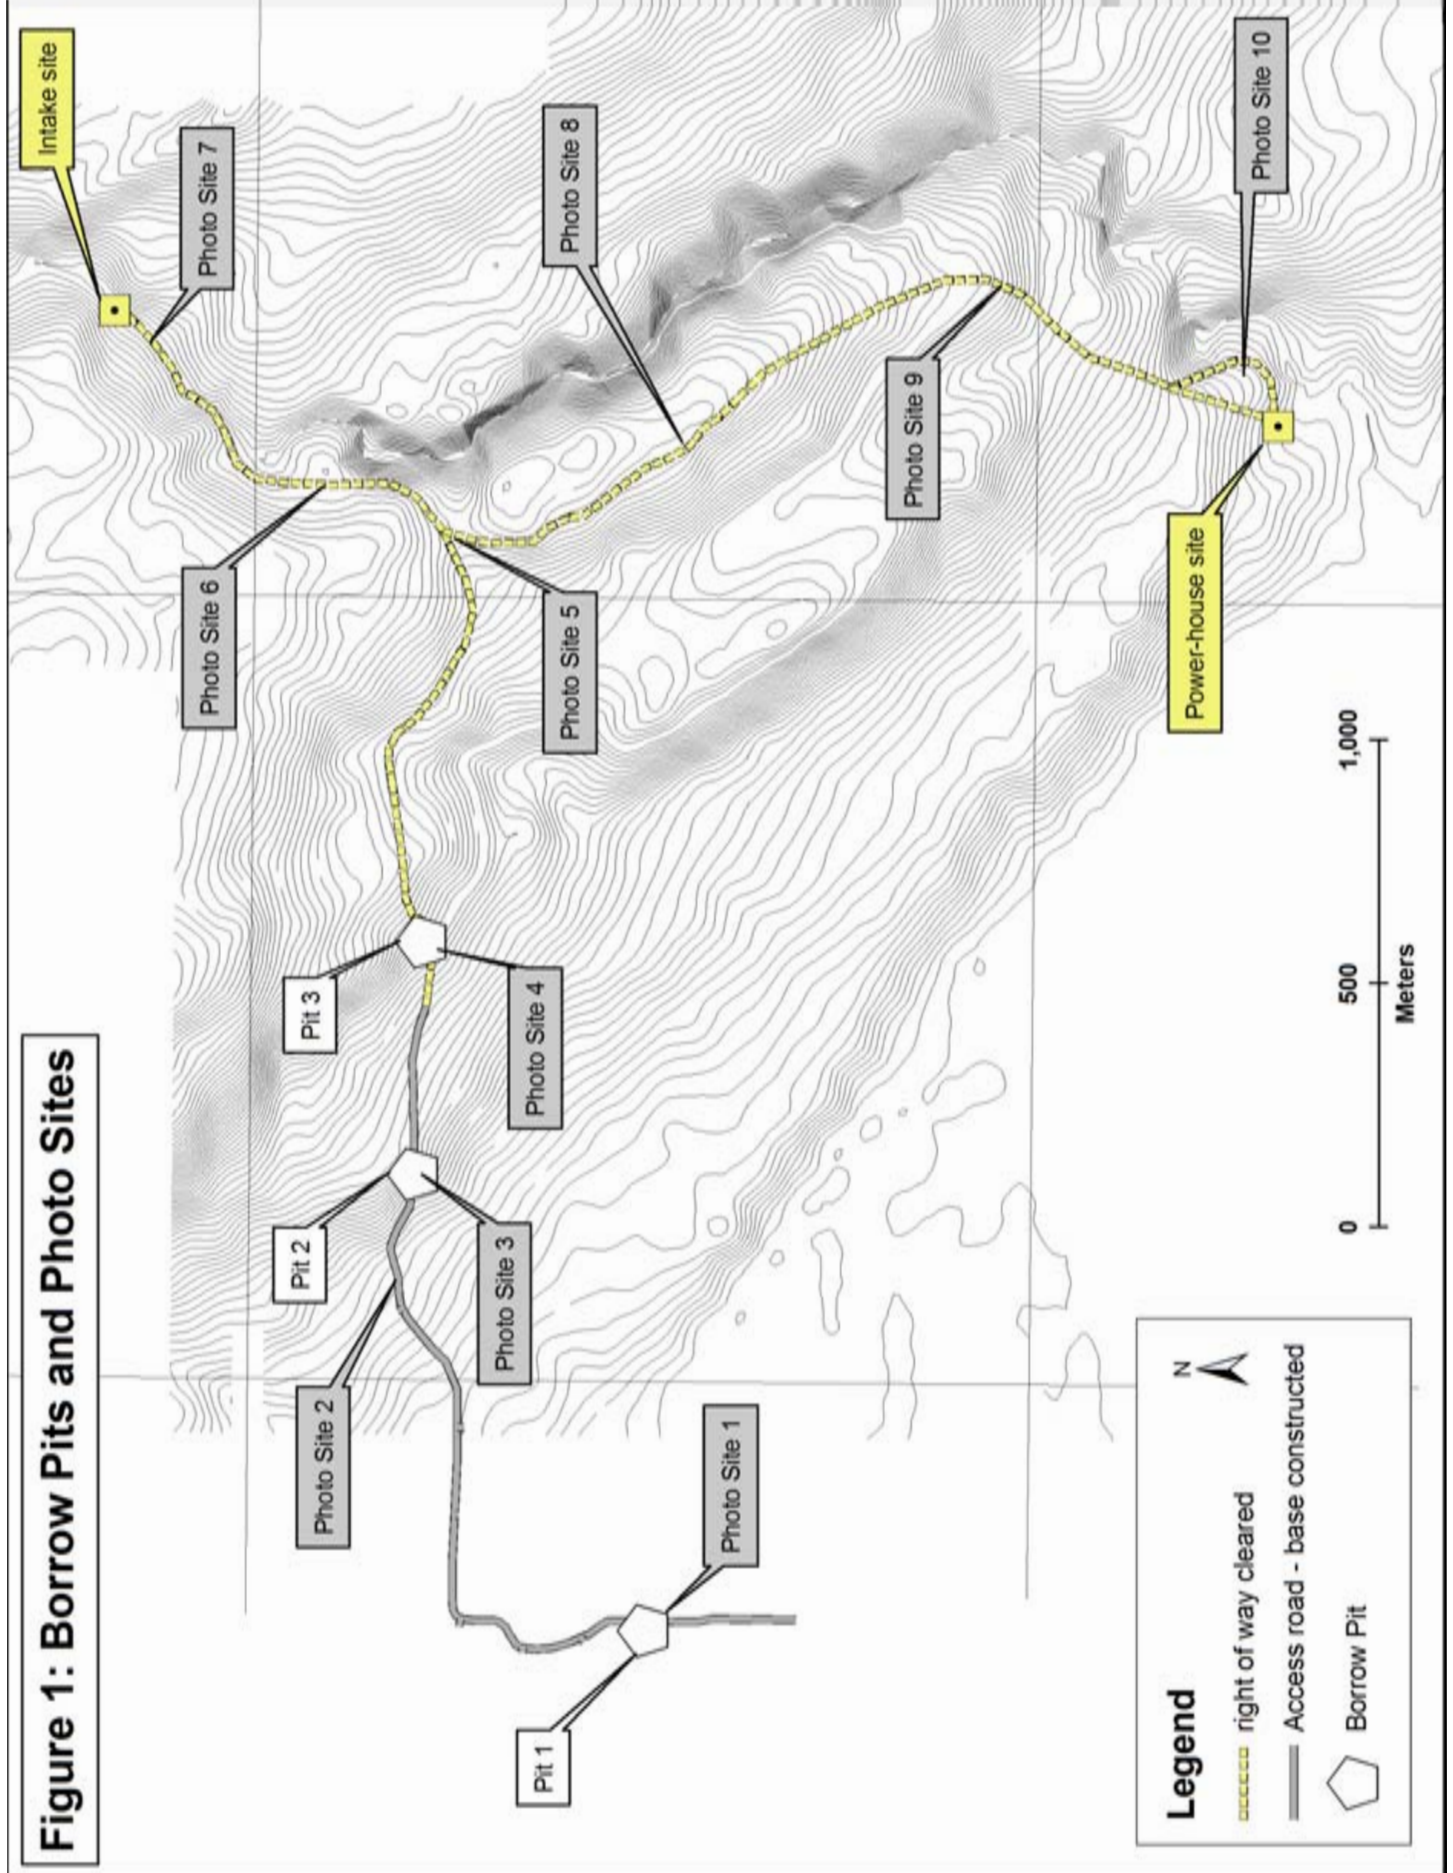 Figure 1: Borrow Pits and Photo Sites
Intake site
Photo Site 7
Photo Site 6
Pit 3
Pit 2
Photo Site 2
Photo Site 8
Photo Site 5
Photo Site 4
Photo Site 3
Pit 1
Photo Site 1
Photo Site 9
Photo Site 10
Power-house site
0 500 1,000
Meters
Legend
N
right of way cleared
Access road - base constructed
Borrow Pit